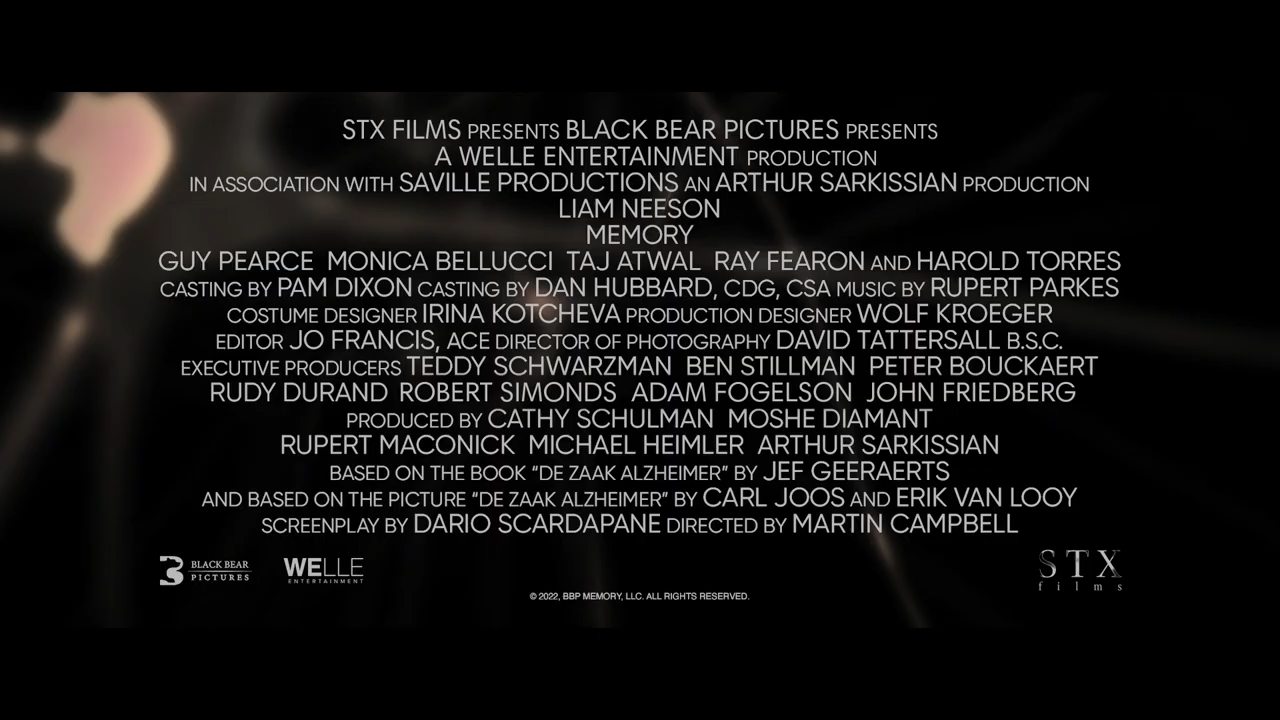 STX FILMS PRESENTS BLACK BEAR PICTURES PRESENTS
A WELLE ENTERTAINMENT PRODUCTION
IN ASSOCIATION WITH SAVILLE PRODUCTIONS AN ARTHUR SARKISSIAN PRODUCTION
LIAM NEESON
MEMORY
GUY PEARCE MONICA BELLUCCI TAJ ATWAL RAY FEARON AND HAROLD TORRES
CASTING BY PAM DIXON CASTING BY DAN HUBBARD, CDG, CSA MUSIC BY RUPERT PARKES
COSTUME DESIGNER IRINA KOTCHEVA PRODUCTION DESIGNER WOLF KROEGER
EDITOR JO FRANCIS, ACE DIRECTOR OF PHOTOGRAPHY DAVID TATTERSALL B.S.C.
EXECUTIVE PRODUCERS TEDDY SCHWARZMAN BEN STILLMAN PETER BOUCKAERT
RUDY DURAND ROBERT SIMONDS ADAM FOGELSON JOHN FRIEDBERG
PRODUCED BY CATHY SCHULMAN MOSHE DIAMANT
RUPERT MACONICK MICHAEL HEIMLER ARTHUR SARKISSIAN
BASED ON THE BOOK “DE ZAAK ALZHEIMER” BY JEF GEERAERTS
AND BASED ON THE PICTURE “DE ZAAK ALZHEIMER” BY CARL JOOS AND ERIK VAN LOOY
SCREENPLAY BY DARIO SCARDAPANE DIRECTED BY MARTIN CAMPBELL
BLACK BEAR
PICTURES
WELLE
ENTERTAINMENT
STX
films
© 2022, BBP MEMORY, LLC. ALL RIGHTS RESERVED.